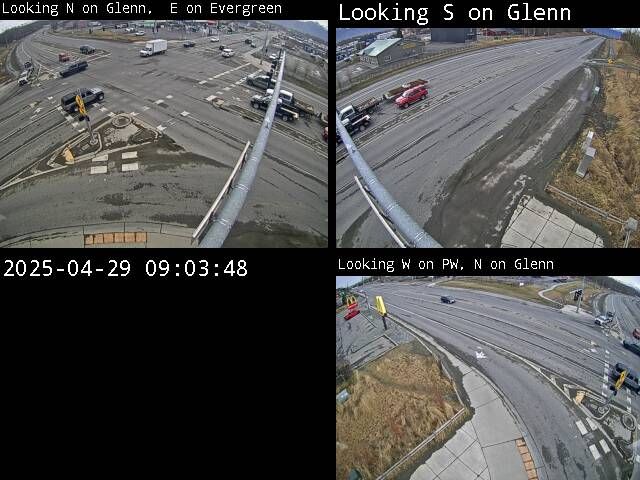 Looking N on Glenn,  E on Evergreen
Looking S on Glenn
2025-04-29 09:03:48
Looking W on PW, N on Glenn